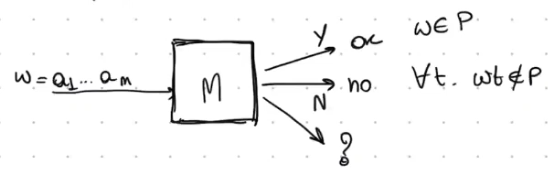 Y ok w∈P
w=a₁...aₘ M no ∀t. wt∉P
N
?